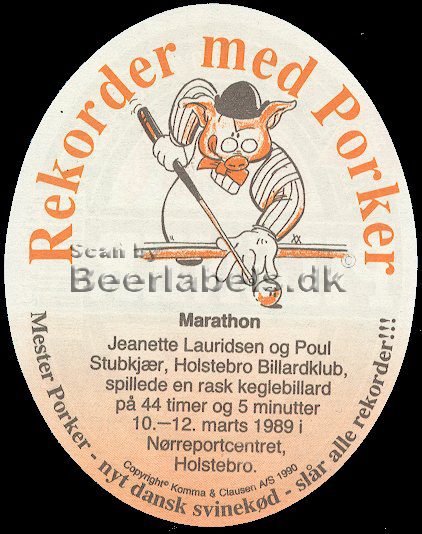 Rekorder med Porker
Scan by
Beerlabels.dk
©
Marathon
Jeanette Lauridsen og Poul
Stubkjær, Holstebro Billardklub,
spillede en rask keglebillard
på 44 timer og 5 minutter
10.–12. marts 1989 i
Nørreportcentret,
Holstebro.
Copyright© Komma & Clausen A/S 1990
Mester Porker - nyt dansk svinekød - slår alle rekorder!!!